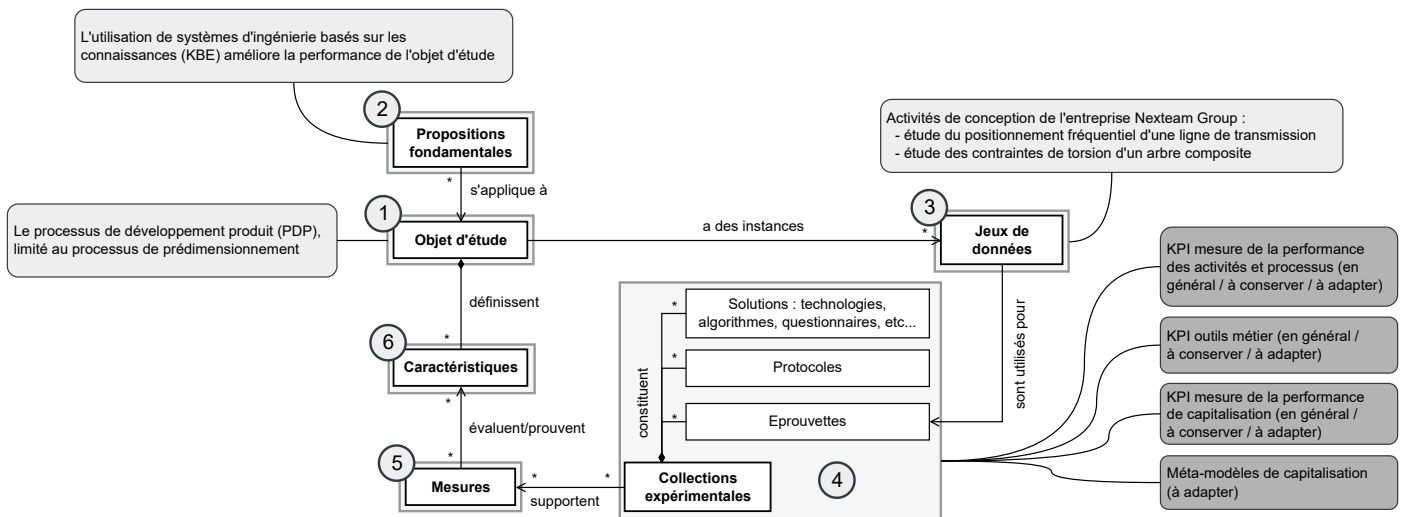 L'utilisation de systèmes d'ingénierie basés sur les
connaissances (KBE) améliore la performance de l'objet d'étude
2
Propositions
fondamentales
Activités de conception de l'entreprise Nexteam Group :
- étude du positionnement fréquentiel d'une ligne de transmission
- étude des contraintes de torsion d'un arbre composite
*
s'applique à
Le processus de développement produit (PDP),
limité au processus de prédimensionnement
1
Objet d'étude
a des instances
*
3
Jeux de
données
définissent
*
6
Caractéristiques
*
évaluent/prouvent
*
5
Mesures
*
*
supportent
*
Solutions : technologies,
algorithmes, questionnaires, etc...
*
Protocoles
*
Eprouvettes
constituent
Collections
expérimentales
4
sont utilisés pour
KPI mesure de la performance
des activités et processus (en
général / à conserver / à adapter)
KPI outils métier (en général /
à conserver / à adapter)
KPI mesure de la performance
de capitalisation (en général /
à conserver / à adapter)
Méta-modèles de capitalisation
(à adapter)